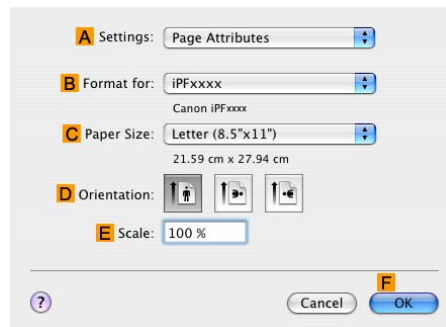 A Settings: Page Attributes
B Format for: iPFxxxx
Canon iPFxxxx
C Paper Size: Letter (8.5"x11")
21.59 cm x 27.94 cm
D Orientation:
E Scale: 100 %
F
? Cancel OK